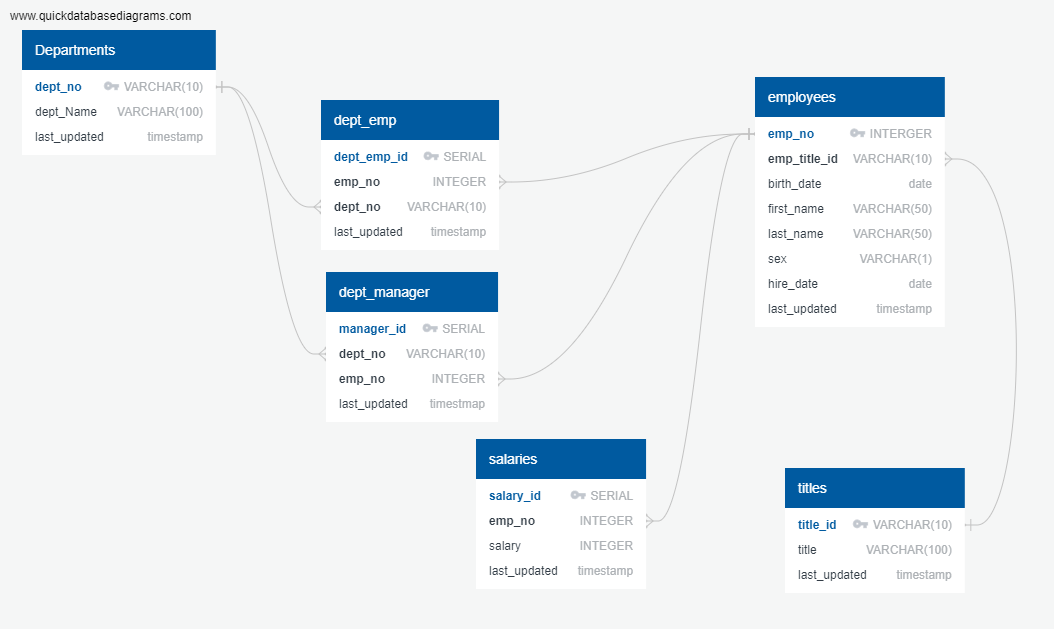 www.quickdatabasediagrams.com
Departments
dept_no VARCHAR(10)
dept_Name VARCHAR(100)
last_updated timestamp
dept_emp
dept_emp_id SERIAL
emp_no INTEGER
dept_no VARCHAR(10)
last_updated timestamp
dept_manager
manager_id SERIAL
dept_no VARCHAR(10)
emp_no INTEGER
last_updated timestmap
salaries
salary_id SERIAL
emp_no INTEGER
salary INTEGER
last_updated timestamp
employees
emp_no INTERGER
emp_title_id VARCHAR(10)
birth_date date
first_name VARCHAR(50)
last_name VARCHAR(50)
sex VARCHAR(1)
hire_date date
last_updated timestamp
titles
title_id VARCHAR(10)
title VARCHAR(100)
last_updated timestamp